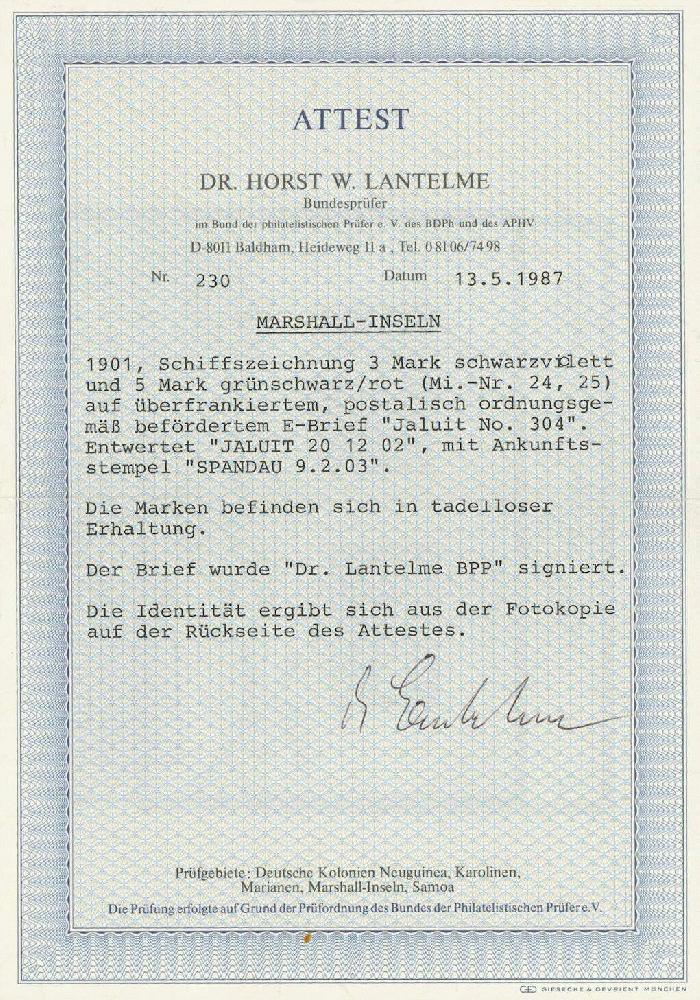 ATTEST
DR. HORST W. LANTELME
Bundesprüfer
im Bund der philatelistischen Prüfer e. V. des BDPh und des APHV
D-8011 Baldham, Heideweg 11 a, Tel. 0 81 06/74 98
Nr. 230 Datum 13.5.1987
MARSHALL-INSELN
1901, Schiffszeichnung 3 Mark schwarzviolett
und 5 Mark grünschwarz/rot (Mi.-Nr. 24, 25)
auf überfrankiertem, postalisch ordnungsge-
mäß befördertem E-Brief "Jaluit No. 304".
Entwertet "JALUIT 20 12 02", mit Ankunfts-
stempel "SPANDAU 9.2.03".
Die Marken befinden sich in tadelloser
Erhaltung.
Der Brief wurde "Dr. Lantelme BPP" signiert.
Die Identität ergibt sich aus der Fotokopie
auf der Rückseite des Attestes.
Lantelme
Prüfgebiete: Deutsche Kolonien Neuguinea, Karolinen,
Marianen, Marshall-Inseln, Samoa
Die Prüfung erfolgte auf Grund der Prüfordnung des Bundes der Philatelistischen Prüfer e.V.
GIESECKE & DEVRIENT MÜNCHEN